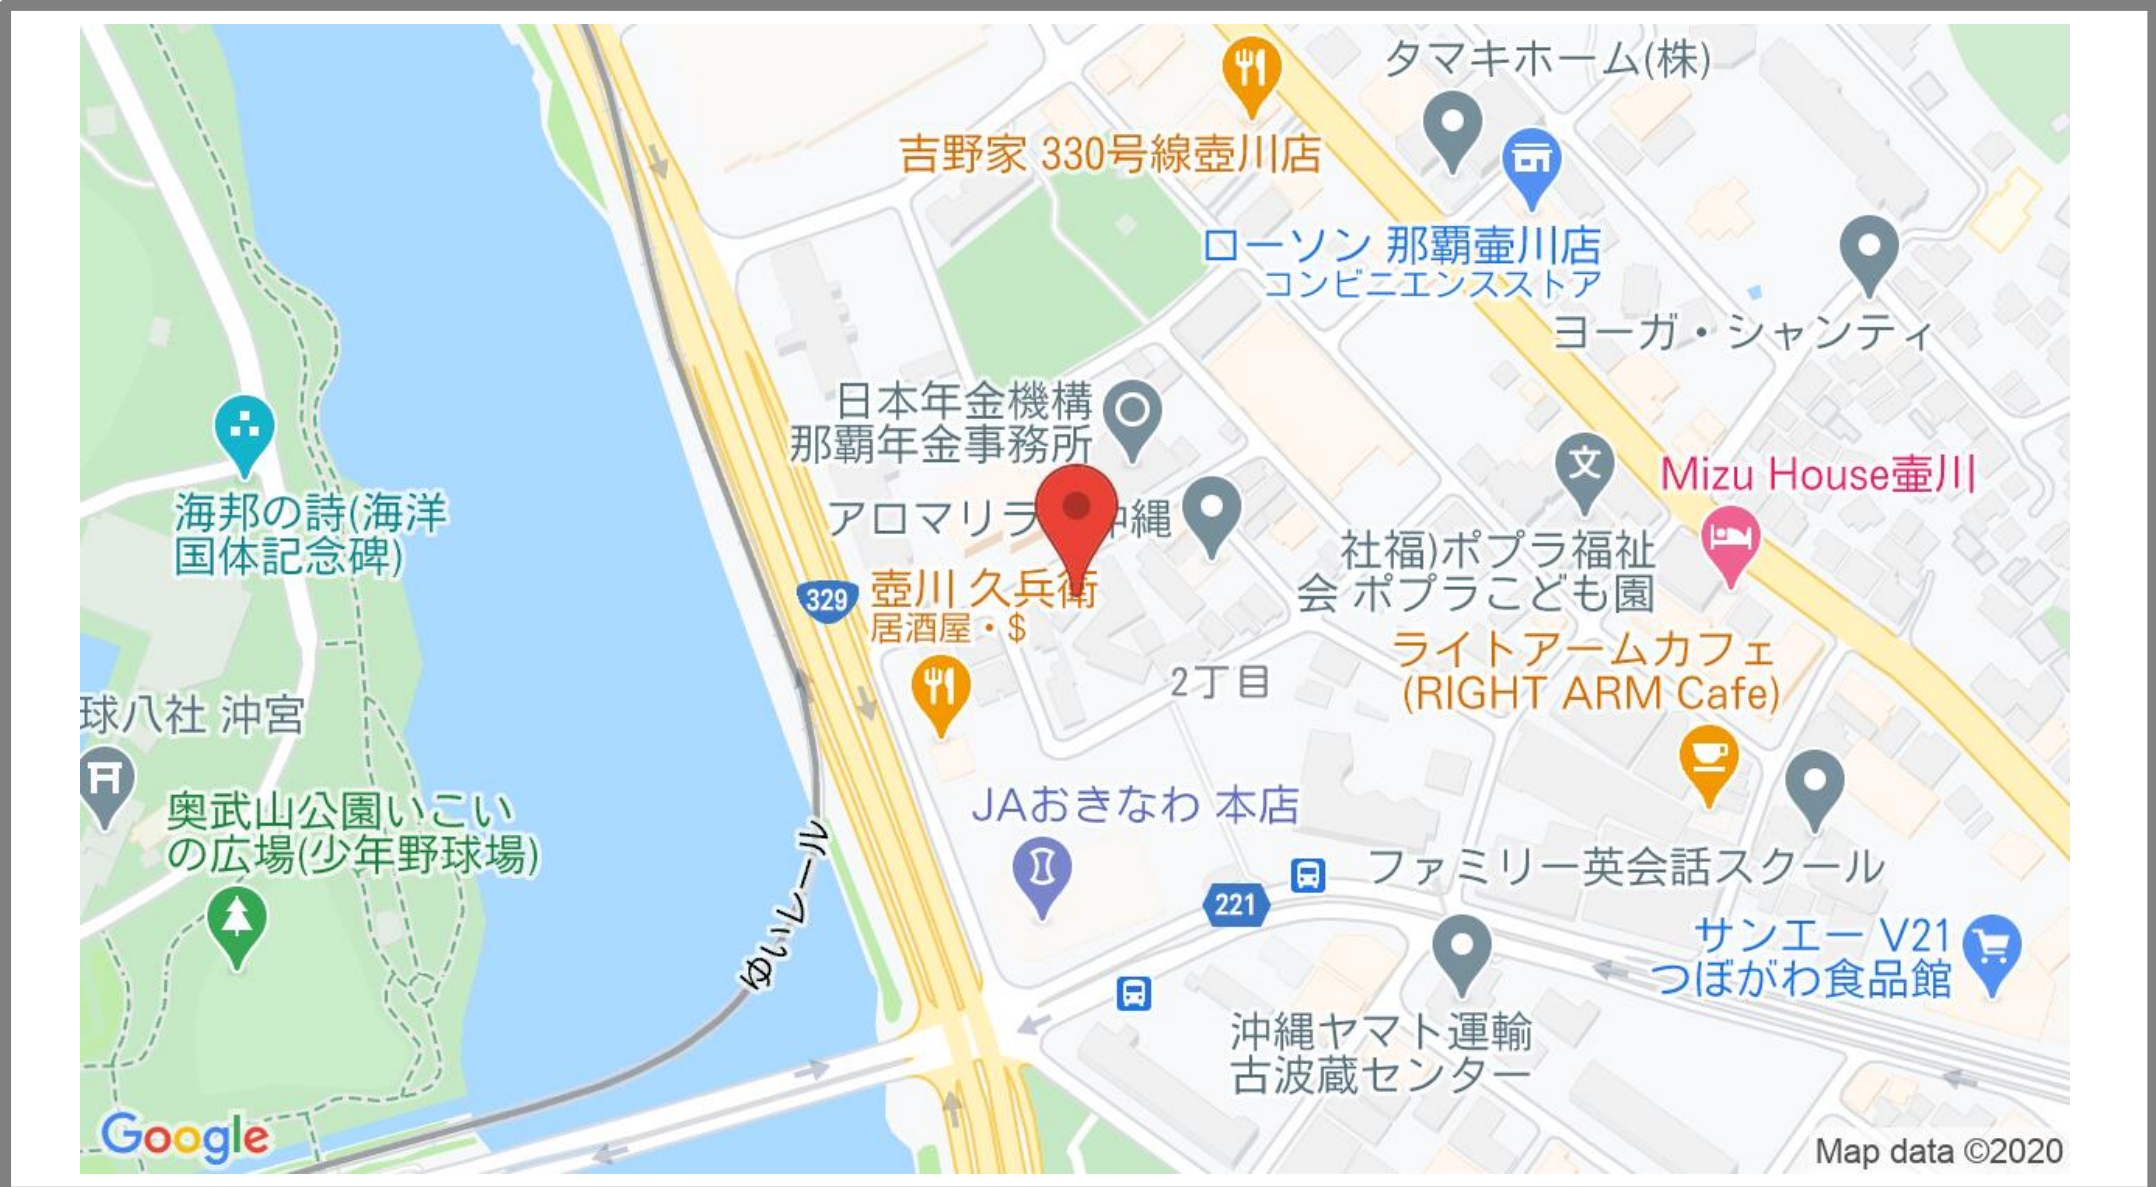 タマキホーム(株)
吉野家 330号線壺川店
ローソン 那覇壷川店
コンビニエンスストア
ヨーガ・シャンティ
日本年金機構
那覇年金事務所
Mizu House壷川
海邦の詩(海洋
国体記念碑)
アロマリラ
沖縄
社福)ポプラ福祉
会 ポプラこども園
329
壺川 久兵衛
居酒屋・$
ライトアームカフェ
(RIGHT ARM Cafe)
2丁目
球八社 沖宮
奥武山公園いこい
の広場(少年野球場)
JAおきなわ 本店
ゆいレール
ファミリー英会話スクール
221
サンエー V21
つぼがわ食品館
沖縄ヤマト運輸
古波蔵センター
文
Google
Map data ©2020